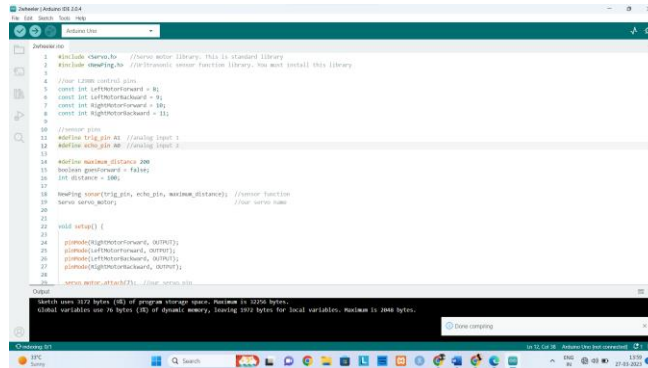 2wheeler | Arduino IDE 2.0.4
File Edit Sketch Tools Help
Arduino Uno
2wheeler.ino
1 #include <Servo.h> //Servo motor library. This is standard library
2 #include <NewPing.h> //Ultrasonic sensor function library. You must install this library
3
4 //our L298N control pins
5 const int LeftMotorForward = 8;
6 const int LeftMotorBackward = 9;
7 const int RightMotorForward = 10;
8 const int RightMotorBackward = 11;
9
10 //sensor pins
11 #define trig_pin A1 //analog input 1
12 #define echo_pin A0 //analog input 2
13
14 #define maximum_distance 200
15 boolean goesForward = false;
16 int distance = 100;
17
18 NewPing sonar(trig_pin, echo_pin, maximum_distance); //sensor function
19 Servo servo_motor; //our servo name
20
21
22 void setup() {
23
24 pinMode(RightMotorForward, OUTPUT);
25 pinMode(LeftMotorForward, OUTPUT);
26 pinMode(LeftMotorBackward, OUTPUT);
27 pinMode(RightMotorBackward, OUTPUT);
28
29 servo_motor.attach(7); //our servo pin
Output
Sketch uses 3172 bytes (9%) of program storage space. Maximum is 32256 bytes.
Global variables use 76 bytes (3%) of dynamic memory, leaving 1972 bytes for local variables. Maximum is 2048 bytes.
Done compiling
indexing: 0/1
Ln 12, Col 38 Arduino Uno [not connected]
33°C
Sunny
Search
ENG
IN
13:59
27-03-2023